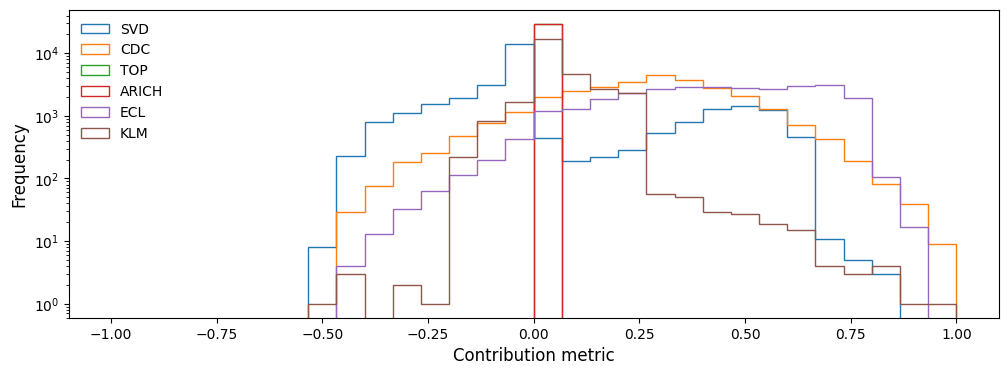 SVD
CDC
TOP
ARICH
ECL
KLM
Frequency
10⁴
10³
10²
10¹
10⁰
−1.00 −0.75 −0.50 −0.25 0.00 0.25 0.50 0.75 1.00
Contribution metric